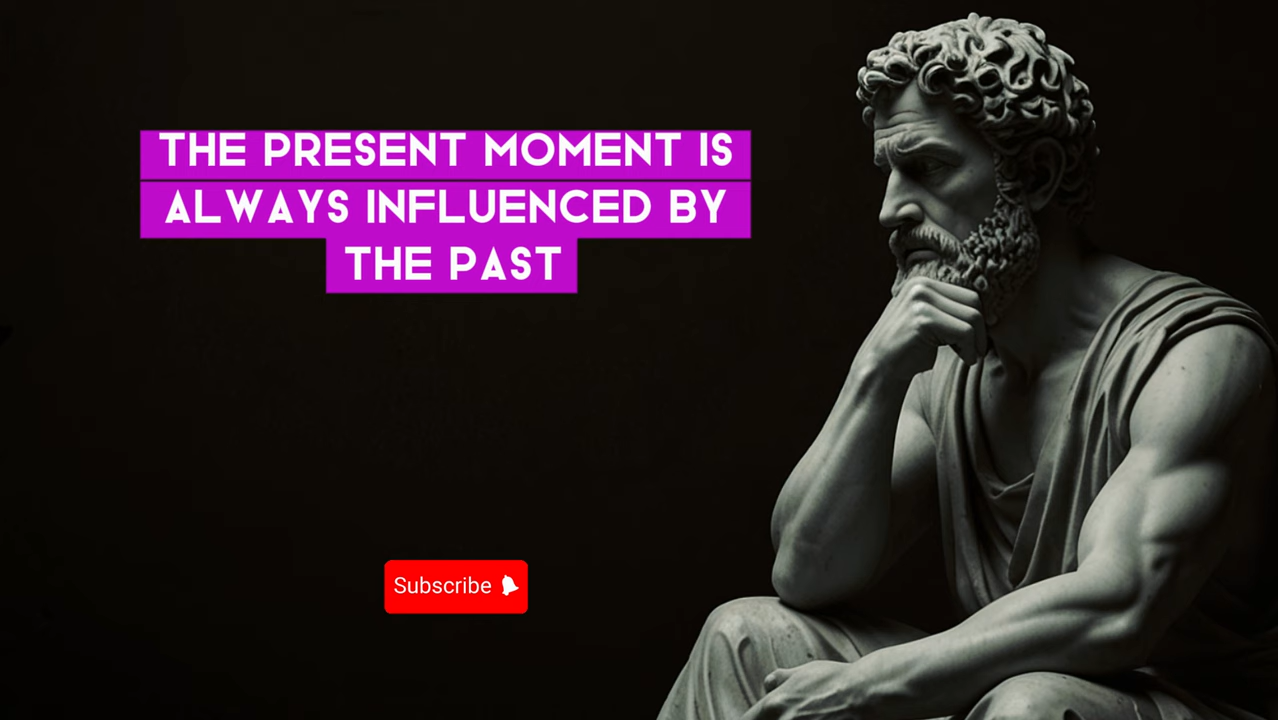 THE PRESENT MOMENT IS
ALWAYS INFLUENCED BY
THE PAST
Subscribe